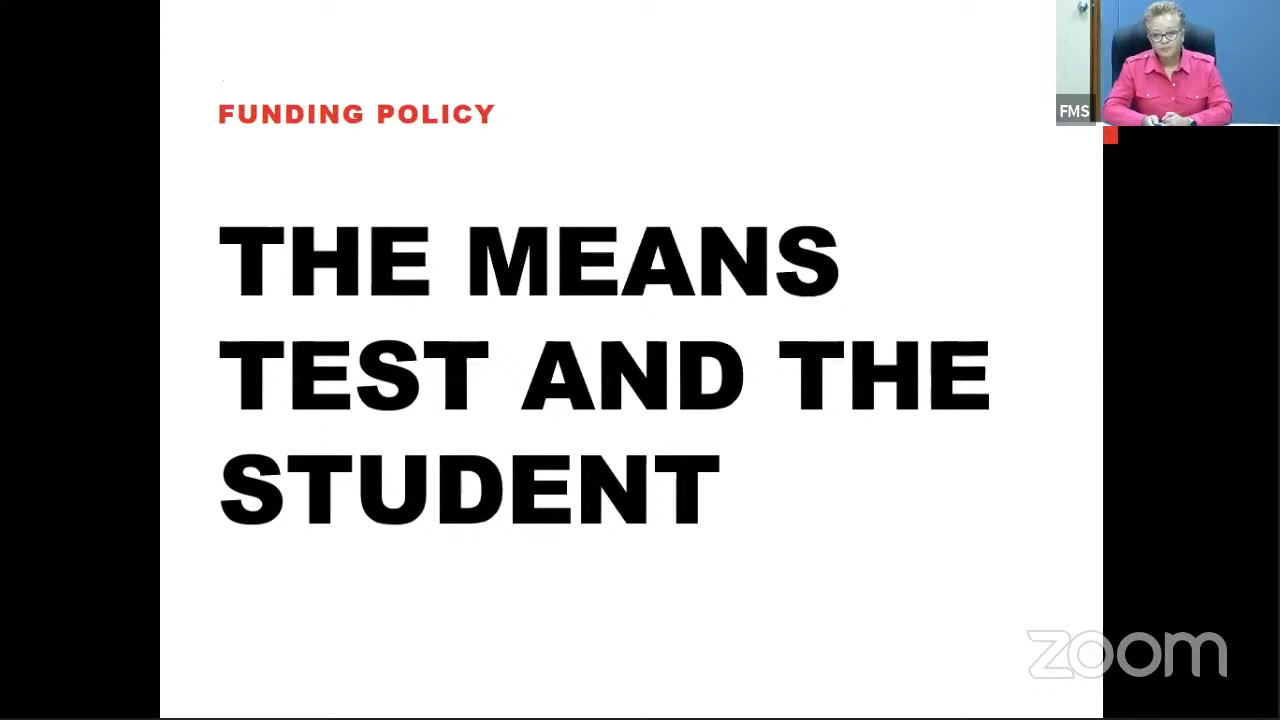 FUNDING POLICY
FMS
THE MEANS
TEST AND THE
STUDENT
zoom